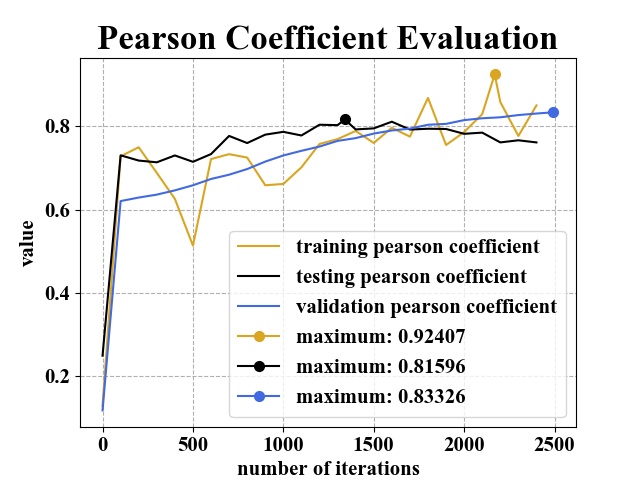 Pearson Coefficient Evaluation
0.8
0.6
0.4
0.2
value
training pearson coefficient
testing pearson coefficient
validation pearson coefficient
maximum: 0.92407
maximum: 0.81596
maximum: 0.83326
0 500 1000 1500 2000 2500
number of iterations